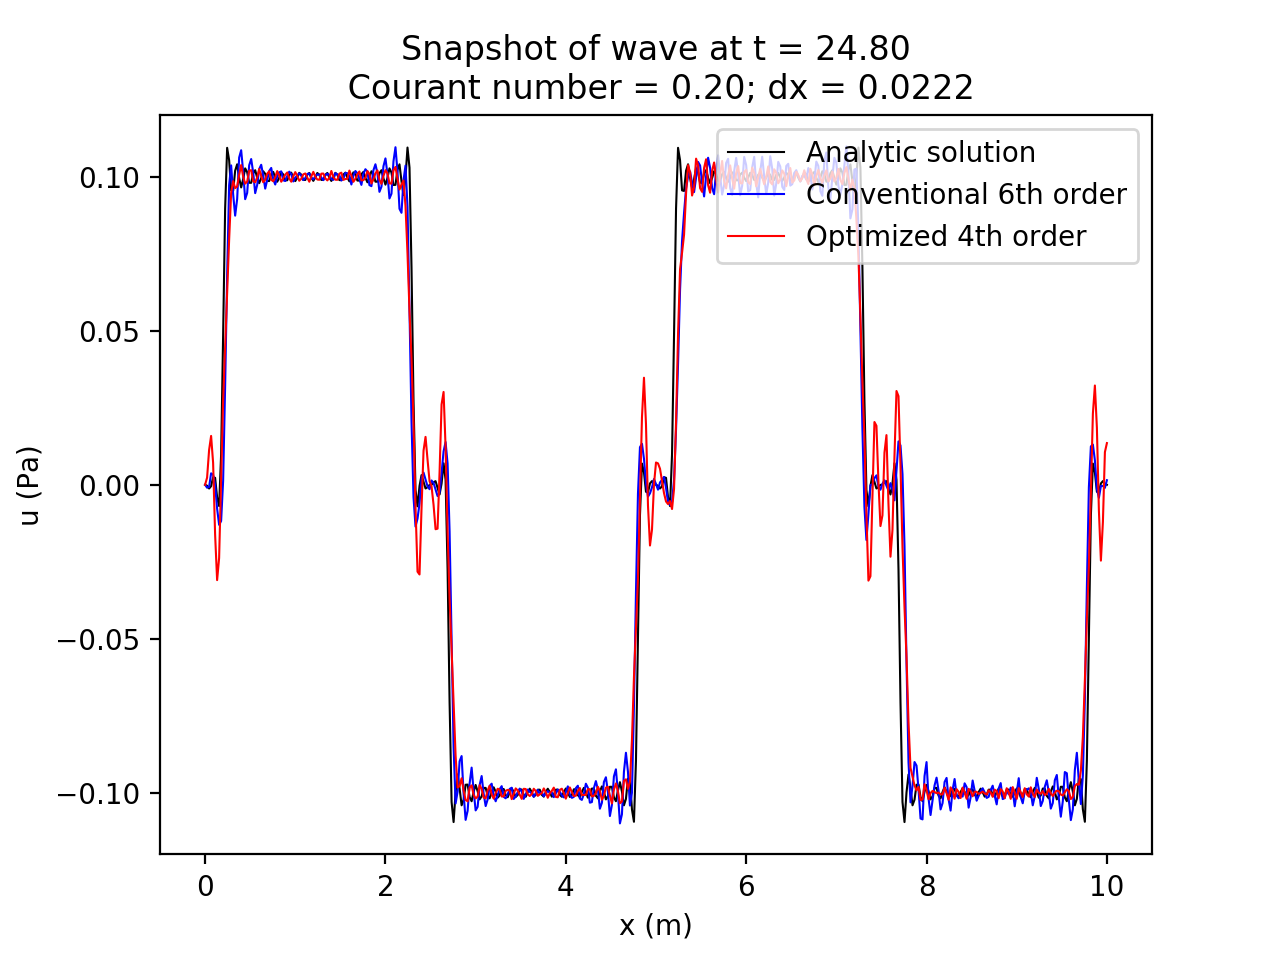 Snapshot of wave at t = 24.80
Courant number = 0.20; dx = 0.0222
Analytic solution
Conventional 6th order
Optimized 4th order
0.10
0.05
0.00
−0.05
−0.10
u (Pa)
0 2 4 6 8 10
x (m)